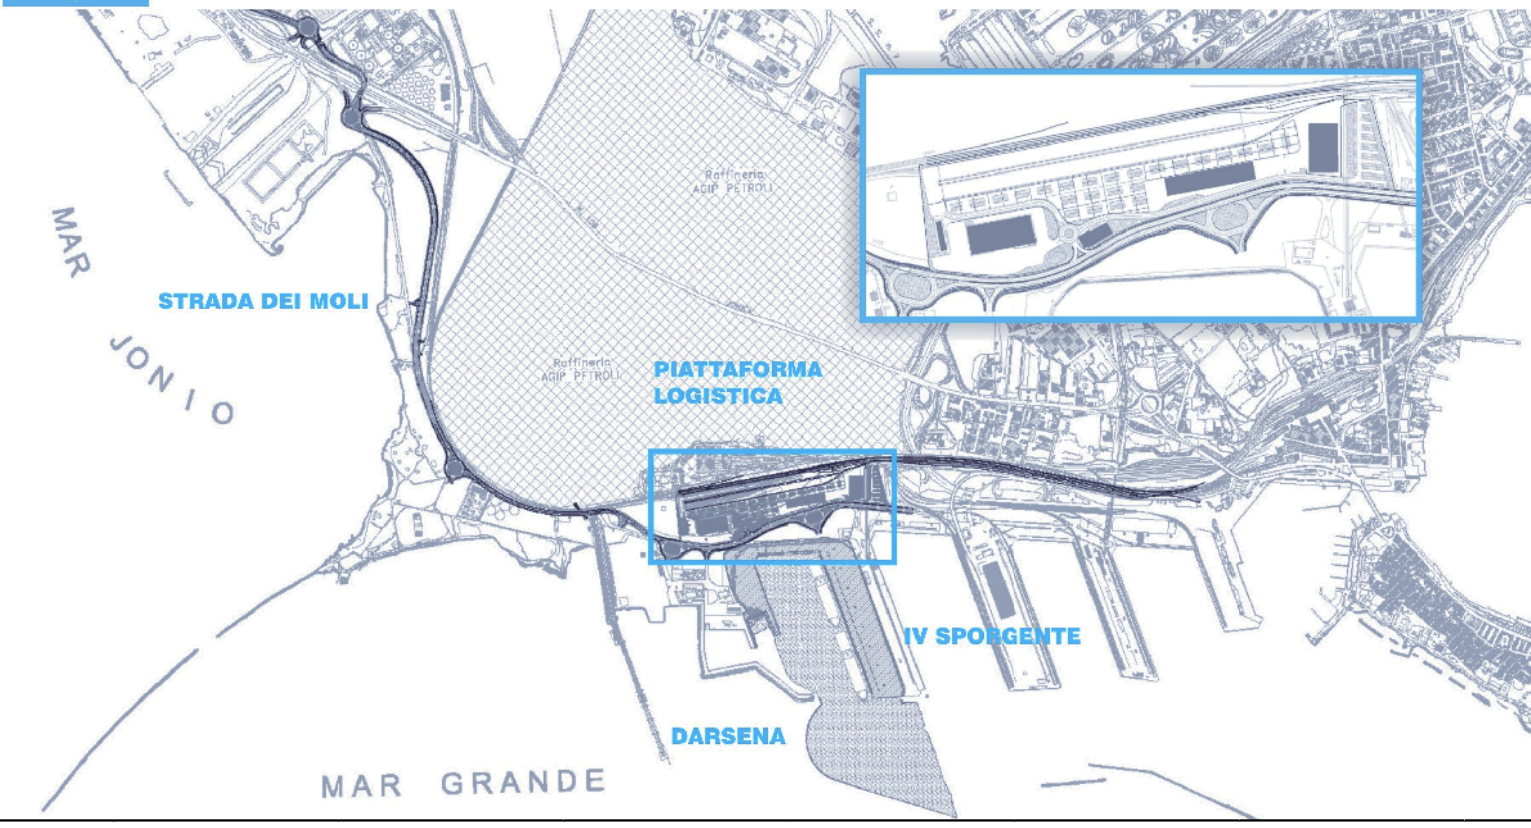 Raffineria
AGIP PETROLI
MAR
JONIO
STRADA DEI MOLI
Raffineria
AGIP PETROLI
PIATTAFORMA
LOGISTICA
IV SPORGENTE
DARSENA
MAR GRANDE